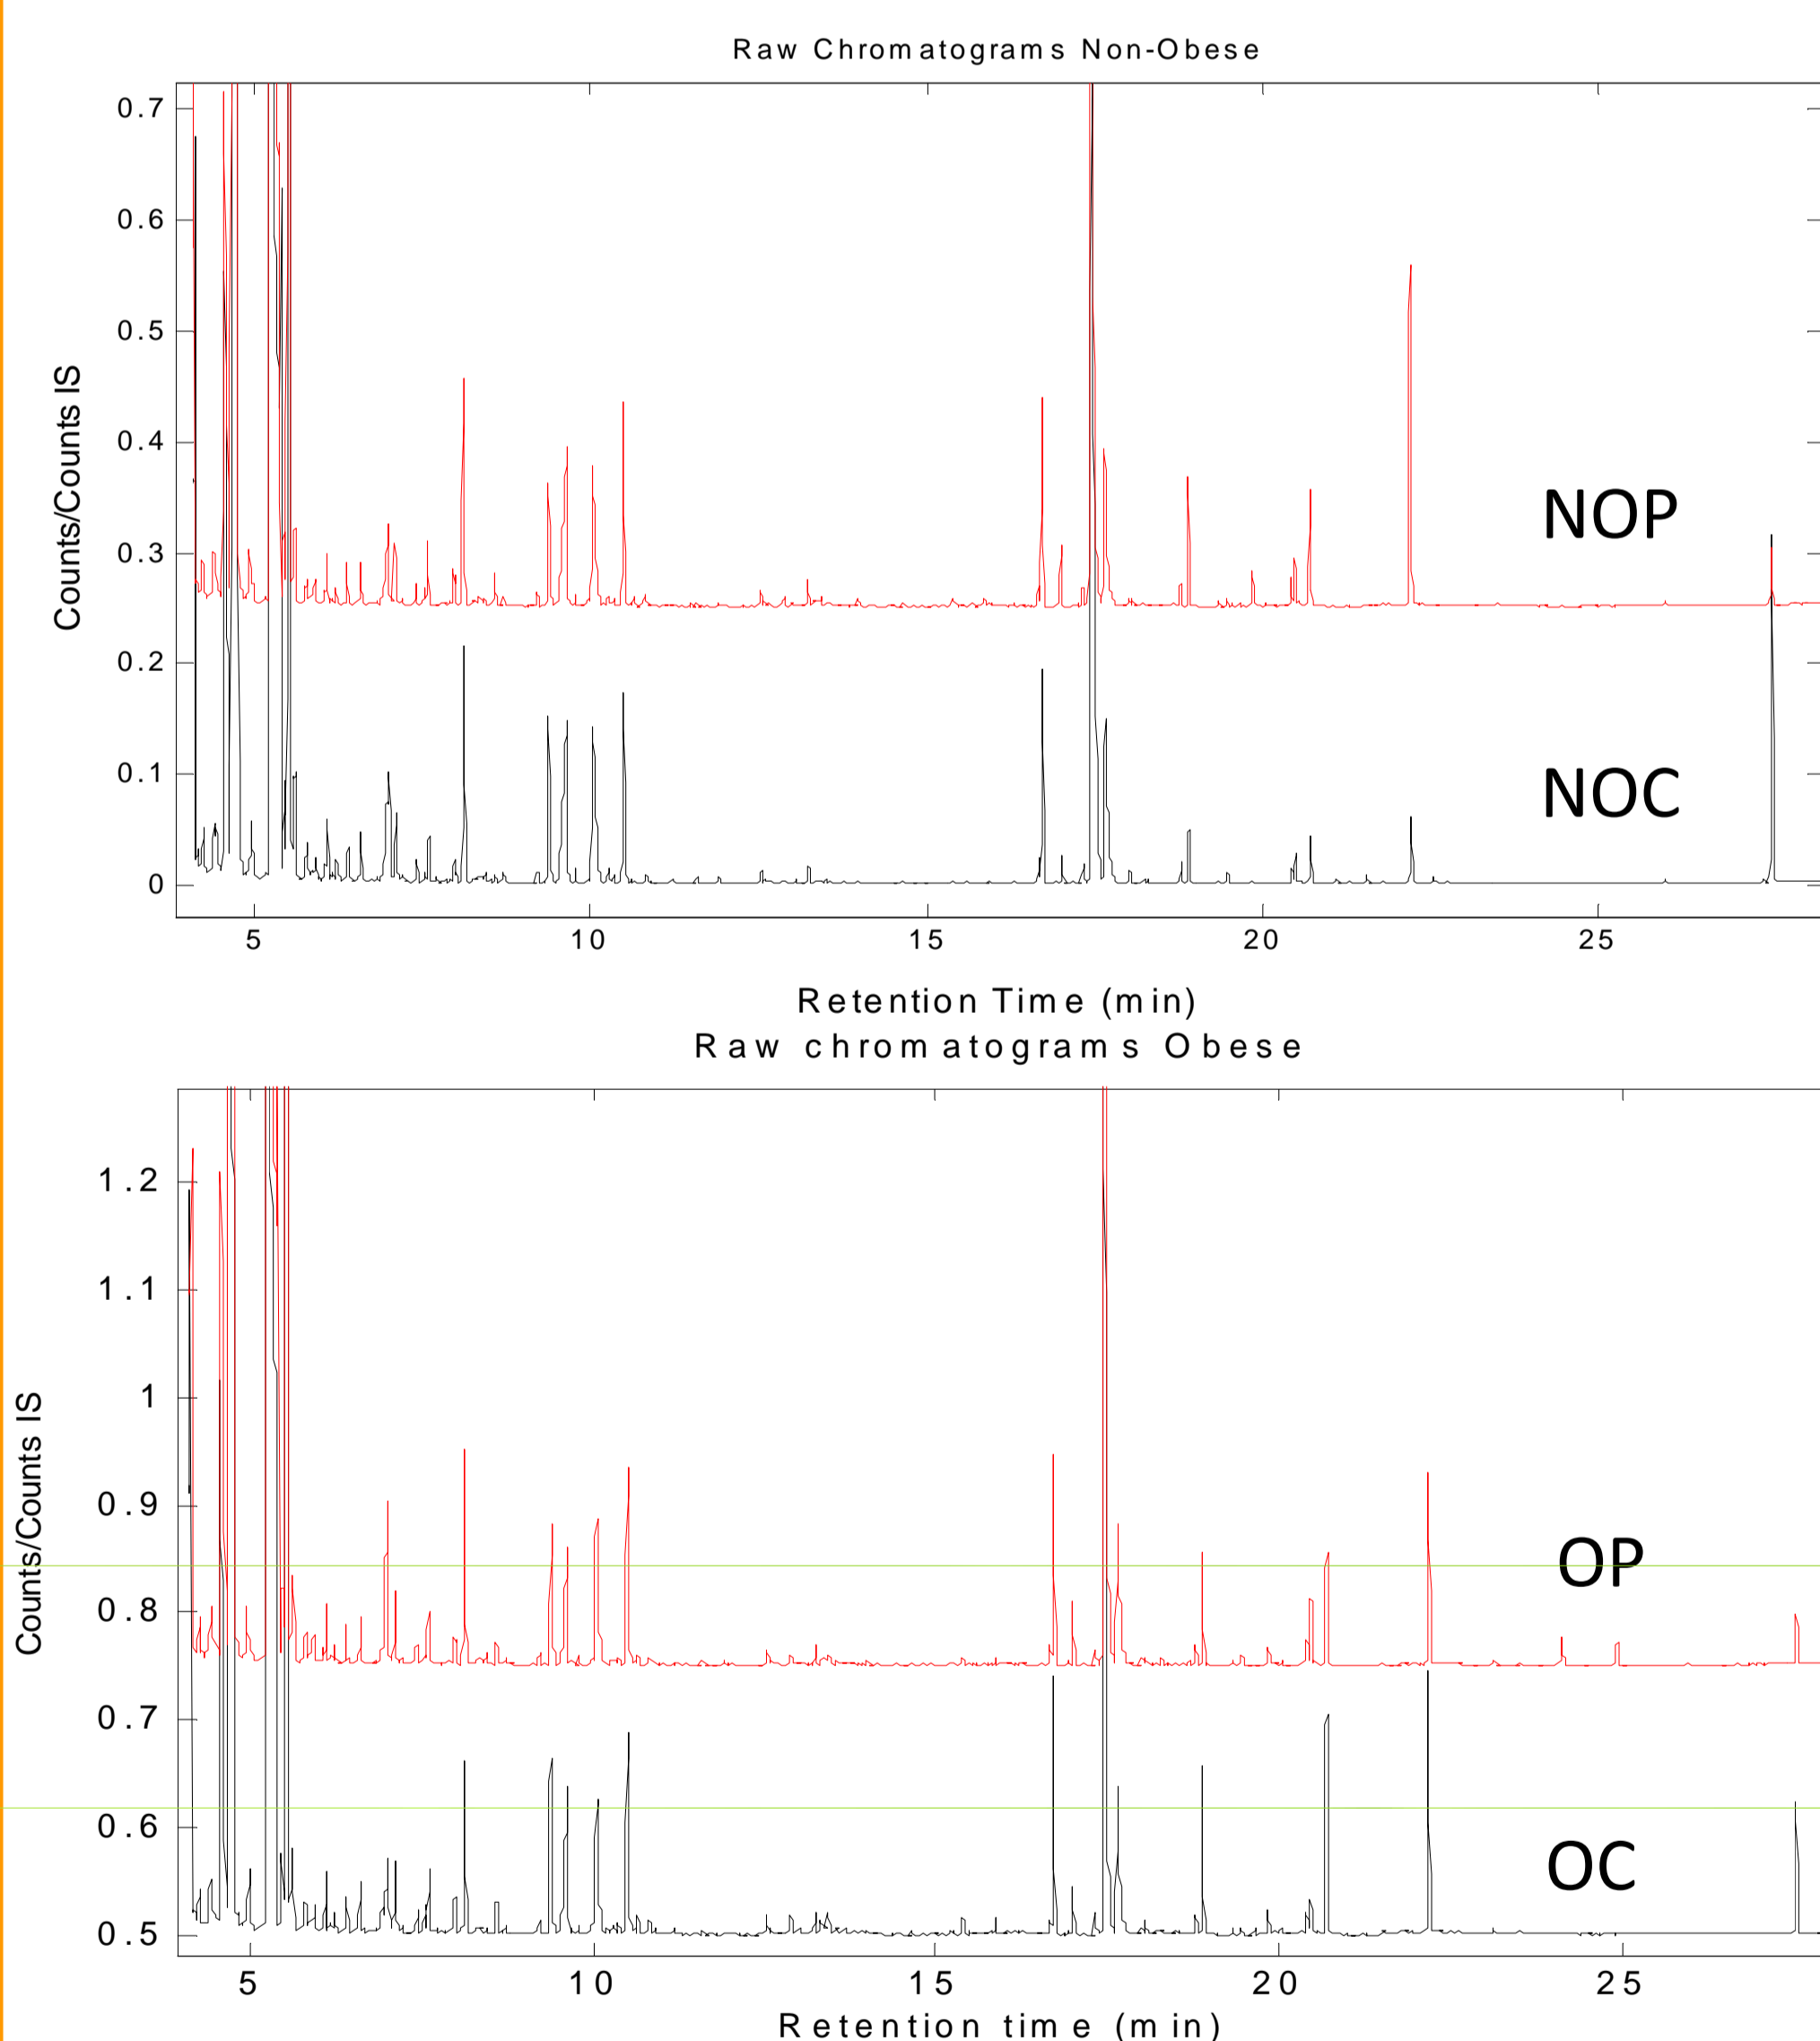 Raw Chromatograms Non-Obese
0.7
0.6
0.5
0.4
0.3
0.2
0.1
0
Counts/Counts IS
NOP
NOC
5 10 15 20 25
Retention Time (min)
Raw chromatograms Obese
1.2
1.1
1
0.9
0.8
0.7
0.6
0.5
Counts/Counts IS
OP
OC
5 10 15 20 25
Retention time (min)